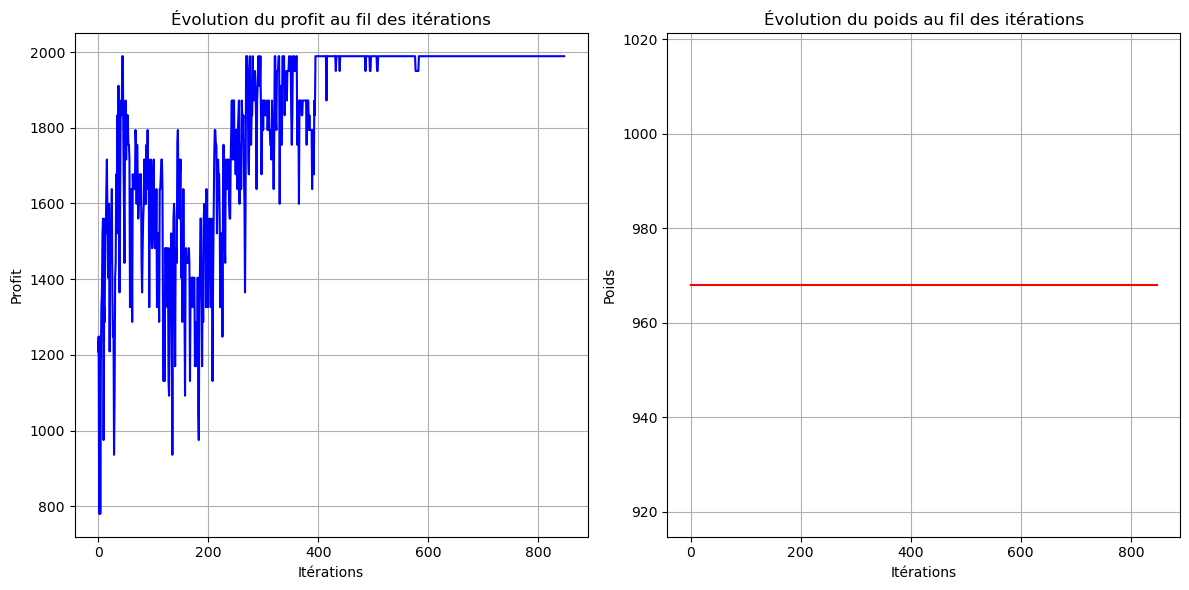 Évolution du profit au fil des itérations
2000
1800
1600
1400
1200
1000
800
Profit
0 200 400 600 800
Itérations
Évolution du poids au fil des itérations
1020
1000
980
960
940
920
Poids
0 200 400 600 800
Itérations